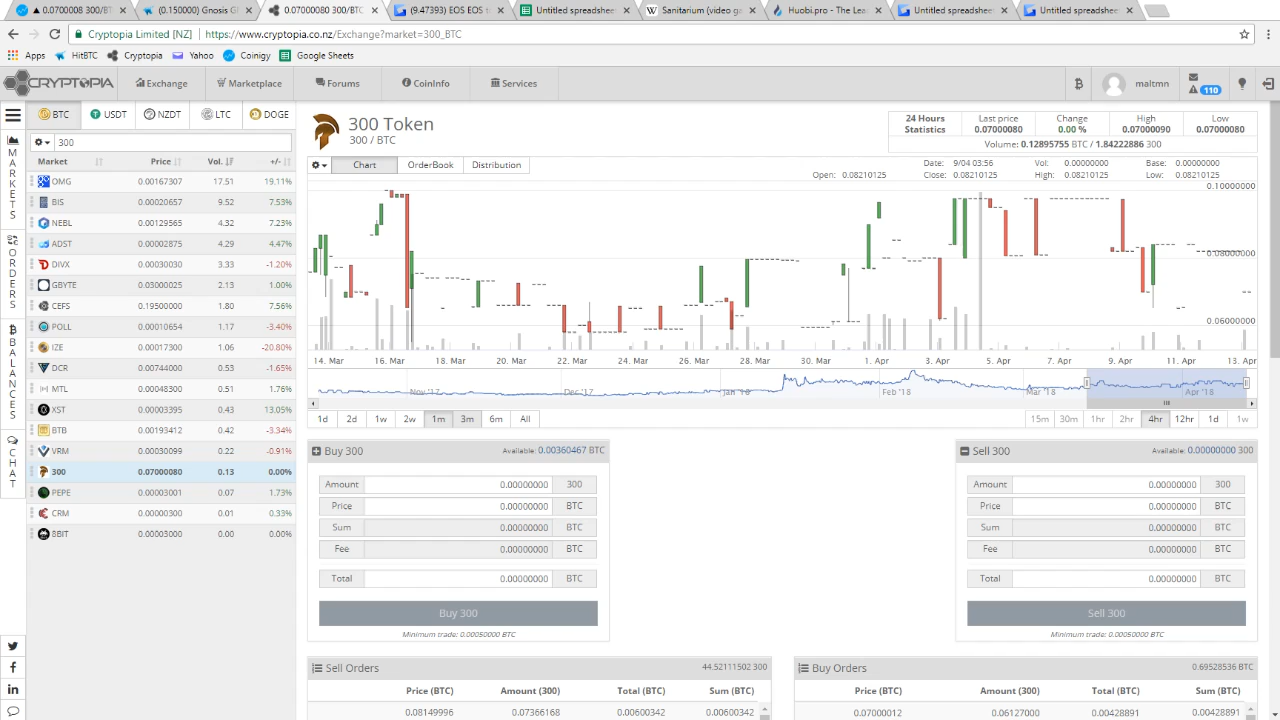 0.0700008 300/BT
(0.150000) Gnosis G
0.07000080 300/BTC
(9.47393) EOS EOS
Untitled spreadshe
Sanitarium (video ga
Huobi.pro - The Lea
Untitled spreadshe
Untitled spreadshe
Cryptopia Limited [NZ]
https://www.cryptopia.co.nz/Exchange?market=300_BTC
Apps
HitBTC
Cryptopia
Yahoo
Coinigy
Google Sheets
CRYPTOPIA
Exchange
Marketplace
Forums
CoinInfo
Services
maltmn
110
BTC
USDT
NZDT
LTC
DOGE
MARKETS
ORDERS
BALANCES
CHAT
300
Market Price Vol. +/-
OMG 0.00167307 17.51 19.11%
BIS 0.00020657 9.52 7.53%
NEBL 0.00129565 4.32 7.23%
ADST 0.00002875 4.29 4.47%
DIVX 0.00030030 3.33 -1.20%
GBYTE 0.03000025 2.13 1.00%
CEFS 0.19500000 1.80 7.56%
POLL 0.00010654 1.17 -3.40%
IZE 0.00017300 1.06 -20.80%
DCR 0.00744000 0.53 -1.65%
MTL 0.00048300 0.51 1.76%
XST 0.00003395 0.43 13.05%
BTB 0.00193412 0.42 -3.34%
VRM 0.00030099 0.22 -0.91%
300 0.07000080 0.13 0.00%
PEPE 0.00003001 0.07 1.73%
CRM 0.00000300 0.01 0.33%
8BIT 0.00003000 0.00 0.00%
300 Token
300 / BTC
24 Hours Statistics
Last price 0.07000080
Change 0.00 %
High 0.07000090
Low 0.07000080
Volume: 0.12895755 BTC / 1.84222886 300
Chart
OrderBook
Distribution
Date: 9/04 03:56 Vol: 0.00000000 Base: 0.00000000
Open: 0.08210125 Close: 0.08210125 High: 0.08210125 Low: 0.08210125
0.10000000
0.08000000
0.06000000
14. Mar 16. Mar 18. Mar 20. Mar 22. Mar 24. Mar 26. Mar 28. Mar 30. Mar 1. Apr 3. Apr 5. Apr 7. Apr 9. Apr 11. Apr 13. Apr
Nov '17 Dec '17 Jan '18 Feb '18 Mar '18 Apr '18
1d 2d 1w 2w 1m 3m 6m All
15m 30m 1hr 2hr 4hr 12hr 1d 1w
Buy 300
Available: 0.00360467 BTC
Amount 0.00000000 300
Price 0.00000000 BTC
Sum 0.00000000 BTC
Fee 0.00000000 BTC
Total 0.00000000 BTC
Buy 300
Minimum trade: 0.00050000 BTC
Sell 300
Available: 0.00000000 300
Amount 0.00000000 300
Price 0.00000000 BTC
Sum 0.00000000 BTC
Fee 0.00000000 BTC
Total 0.00000000 BTC
Sell 300
Minimum trade: 0.00050000 BTC
Sell Orders
44.52111502 300
Price (BTC) Amount (300) Total (BTC) Sum (BTC)
0.08149996 0.07366168 0.00600342 0.00600342
Buy Orders
0.69528536 BTC
Price (BTC) Amount (300) Total (BTC) Sum (BTC)
0.07000012 0.06127000 0.00428891 0.00428891